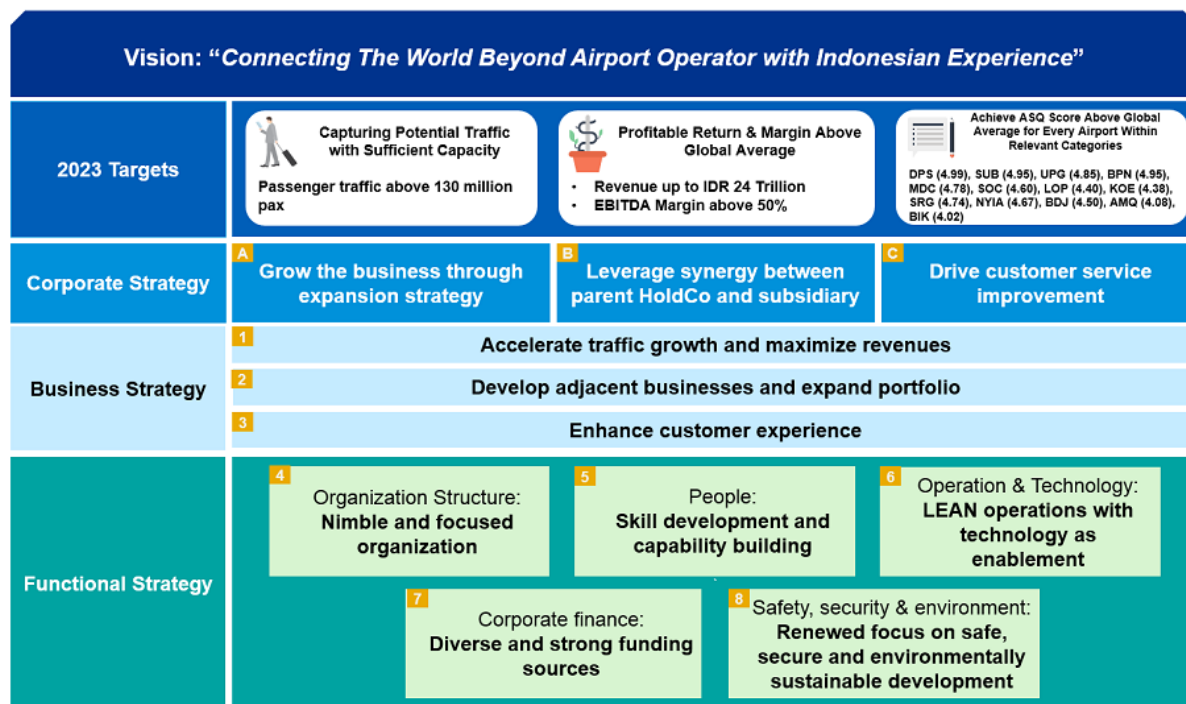 Vision: “Connecting The World Beyond Airport Operator with Indonesian Experience”
2023 Targets
Capturing Potential Traffic
with Sufficient Capacity
Passenger traffic above 130 million
pax
Profitable Return & Margin Above
Global Average
• Revenue up to IDR 24 Trillion
• EBITDA Margin above 50%
Achieve ASQ Score Above Global
Average for Every Airport Within
Relevant Categories
DPS (4.99), SUB (4.95), UPG (4.85), BPN (4.95),
MDC (4.78), SOC (4.60), LOP (4.40), KOE (4.38),
SRG (4.74), NYIA (4.67), BDJ (4.50), AMQ (4.08),
BIK (4.02)
Corporate Strategy
A
Grow the business through
expansion strategy
B
Leverage synergy between
parent HoldCo and subsidiary
C
Drive customer service
improvement
Business Strategy
1
Accelerate traffic growth and maximize revenues
2
Develop adjacent businesses and expand portfolio
3
Enhance customer experience
Functional Strategy
4
Organization Structure:
Nimble and focused
organization
5
People:
Skill development and
capability building
6
Operation & Technology:
LEAN operations with
technology as
enablement
7
Corporate finance:
Diverse and strong funding
sources
8
Safety, security & environment:
Renewed focus on safe,
secure and environmentally
sustainable development